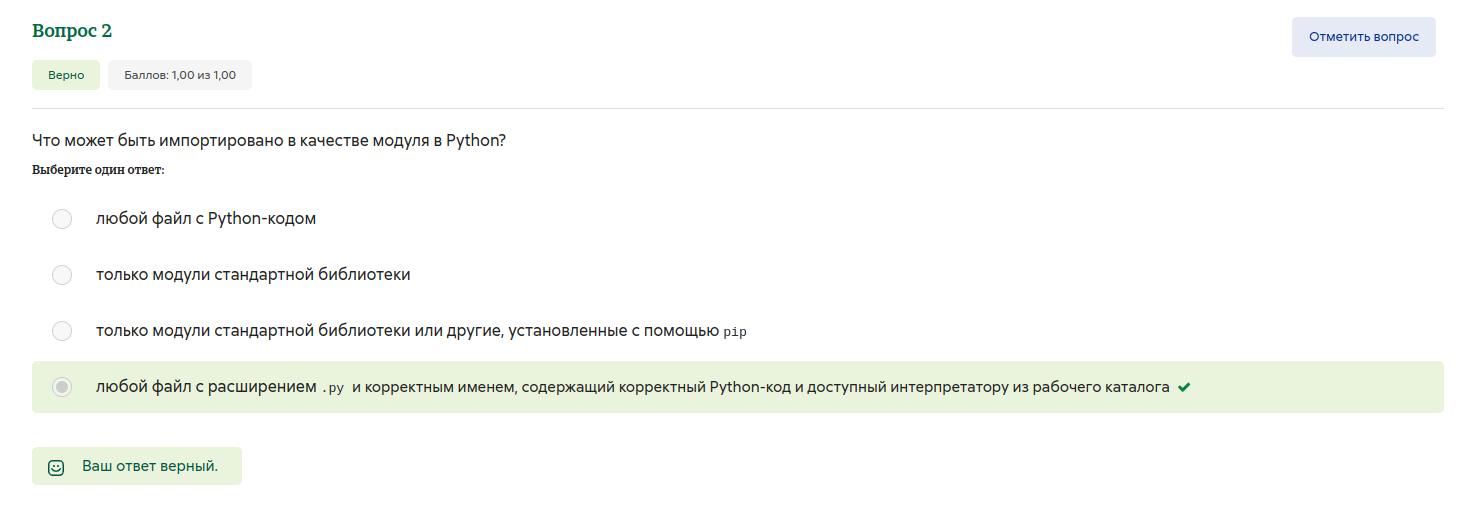 Вопрос 2
Отметить вопрос
Верно
Баллов: 1,00 из 1,00
Что может быть импортировано в качестве модуля в Python?
Выберите один ответ:
любой файл с Python-кодом
только модули стандартной библиотеки
только модули стандартной библиотеки или другие, установленные с помощью pip
любой файл с расширением .py и корректным именем, содержащий корректный Python-код и доступный интерпретатору из рабочего каталога
Ваш ответ верный.